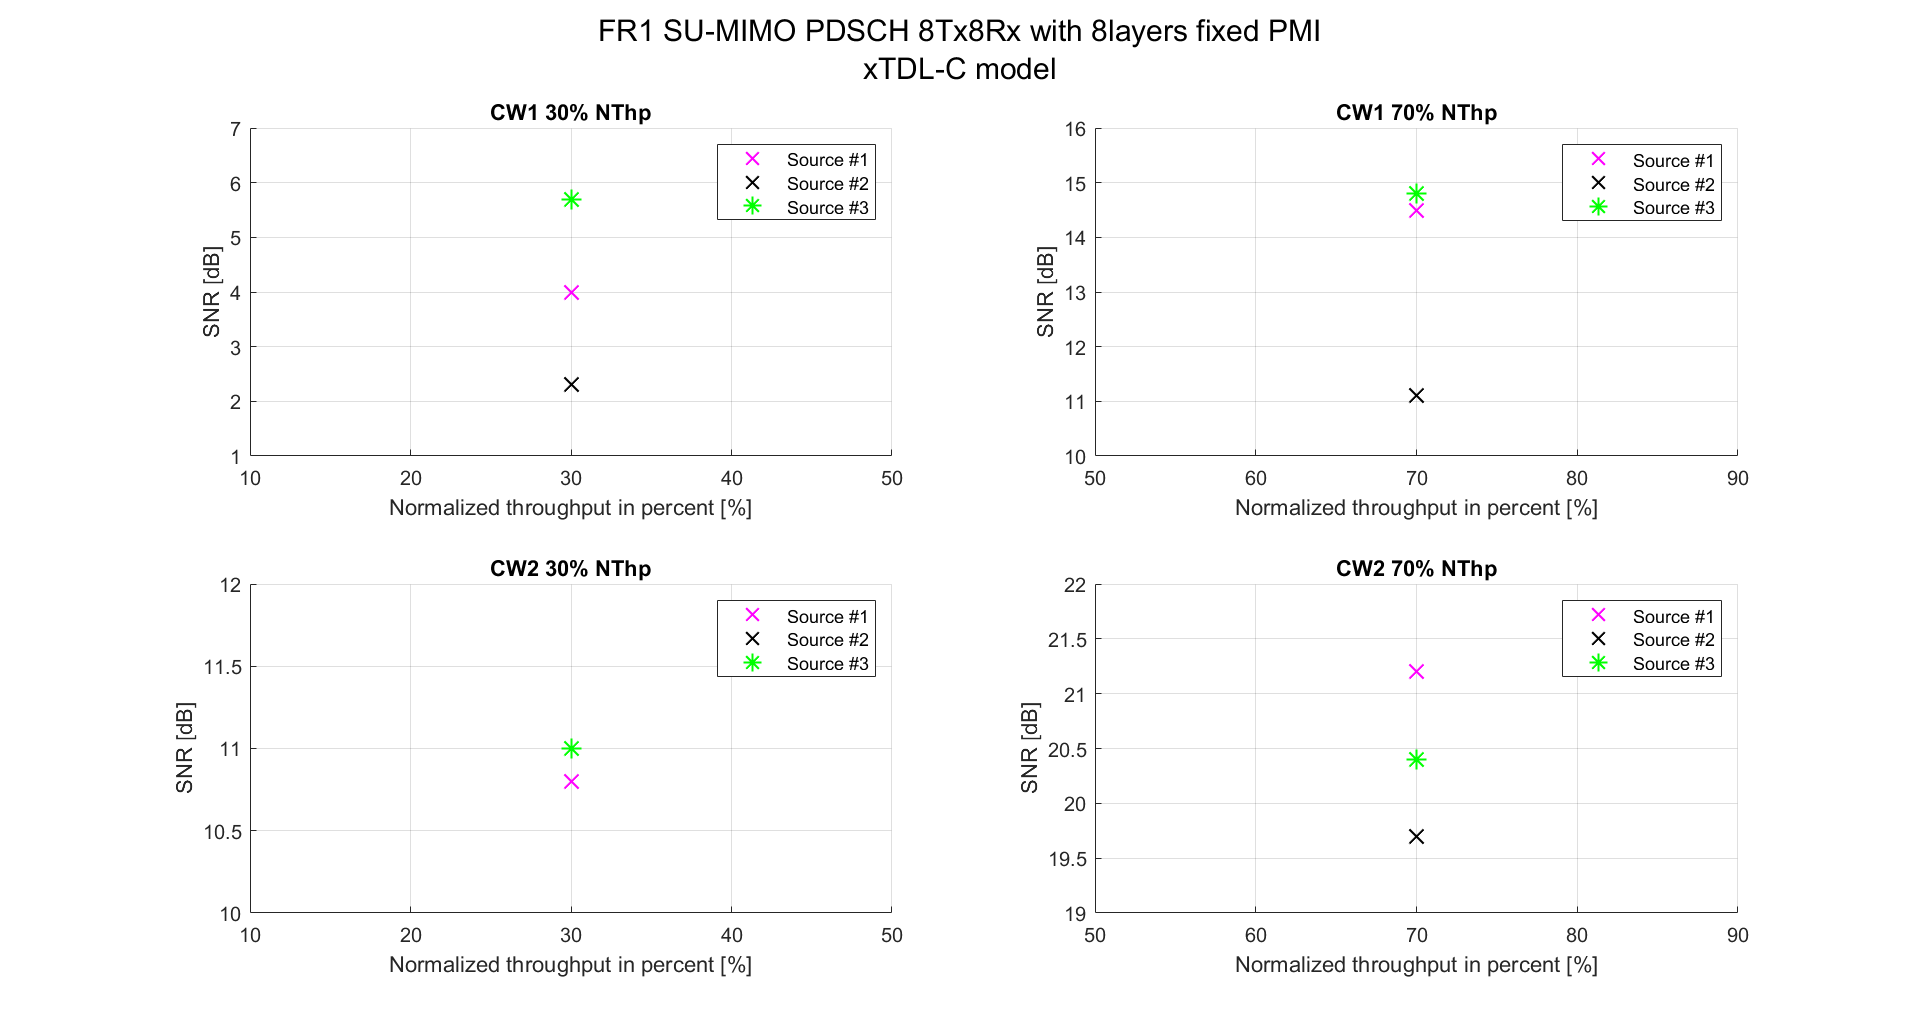 FR1 SU-MIMO PDSCH 8Tx8Rx with 8layers fixed PMI
xTDL-C model
CW1 30% NThp
7
6
5
4
3
2
1
SNR [dB]
Source #1
Source #2
Source #3
10 20 30 40 50
Normalized throughput in percent [%]
CW1 70% NThp
16
15
14
13
12
11
10
SNR [dB]
Source #1
Source #2
Source #3
50 60 70 80 90
Normalized throughput in percent [%]
CW2 30% NThp
12
11.5
11
10.5
10
SNR [dB]
Source #1
Source #2
Source #3
10 20 30 40 50
Normalized throughput in percent [%]
CW2 70% NThp
22
21.5
21
20.5
20
19.5
19
SNR [dB]
Source #1
Source #2
Source #3
50 60 70 80 90
Normalized throughput in percent [%]